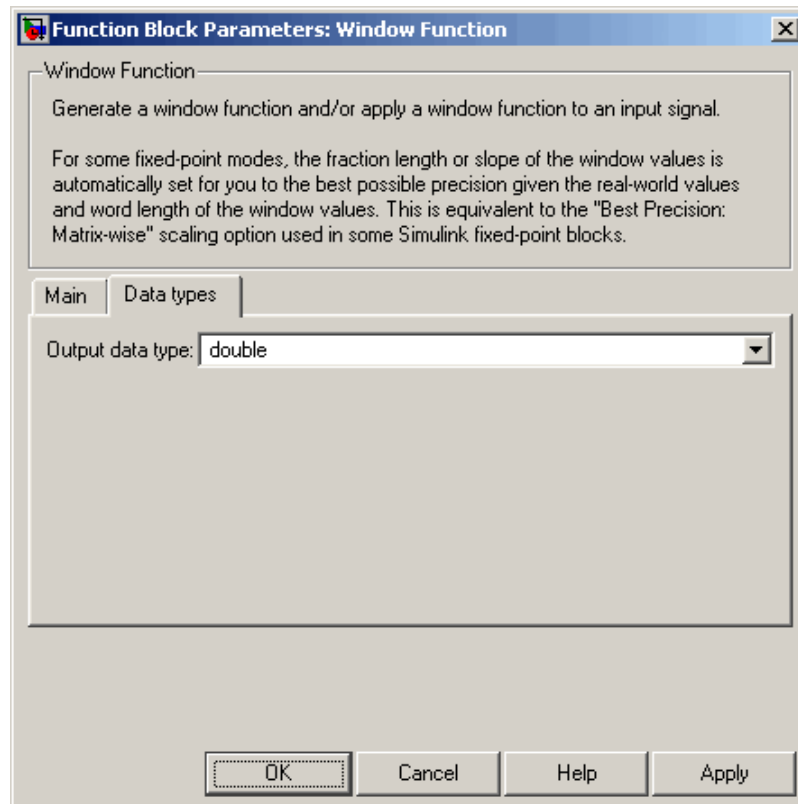 Function Block Parameters: Window Function
Window Function
Generate a window function and/or apply a window function to an input signal.
For some fixed-point modes, the fraction length or slope of the window values is
automatically set for you to the best possible precision given the real-world values
and word length of the window values. This is equivalent to the "Best Precision:
Matrix-wise" scaling option used in some Simulink fixed-point blocks.
Main
Data types
Output data type: double
OK
Cancel
Help
Apply